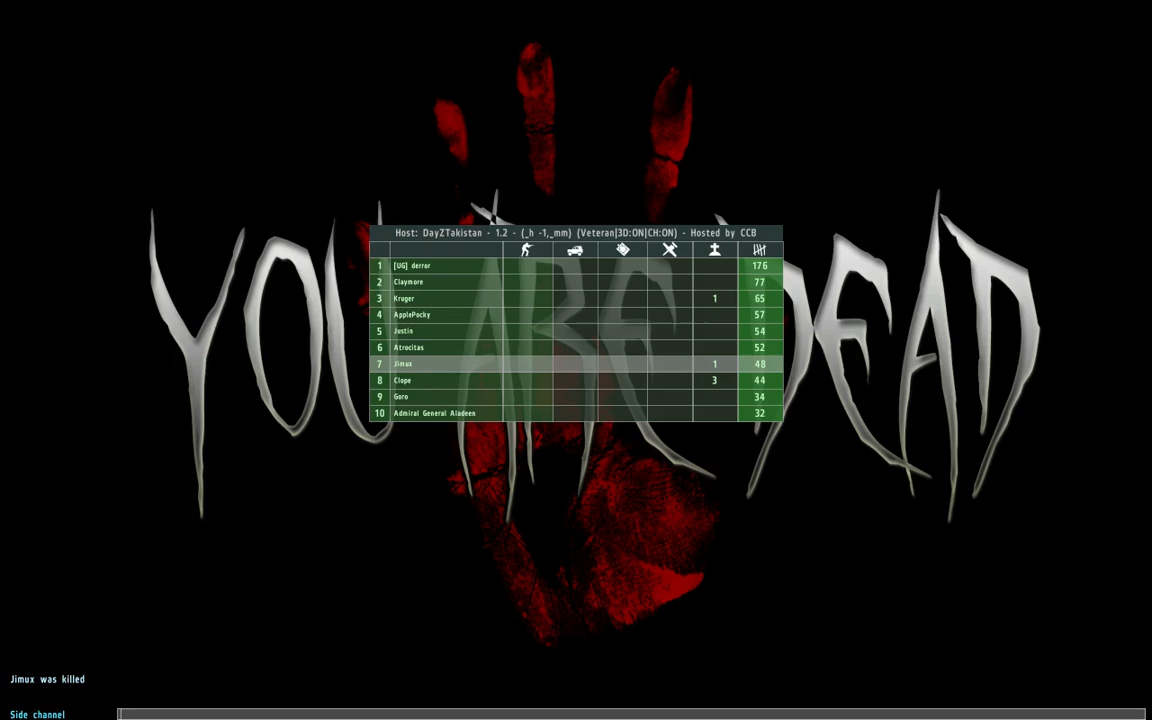 YOU ARE DEAD
Host: DayZTakistan - 1.2 - (_h -1,_mm) (Veteran|3D:ON|CH:ON) - Hosted by CCB
1 [UG] derror 176
2 Claymore 77
3 Kruger 1 65
4 ApplePocky 57
5 Justin 54
6 Atrocitas 52
7 Jimux 1 48
8 Clope 3 44
9 Goro 34
10 Admiral General Aladeen 32
Jimux was killed
Side channel